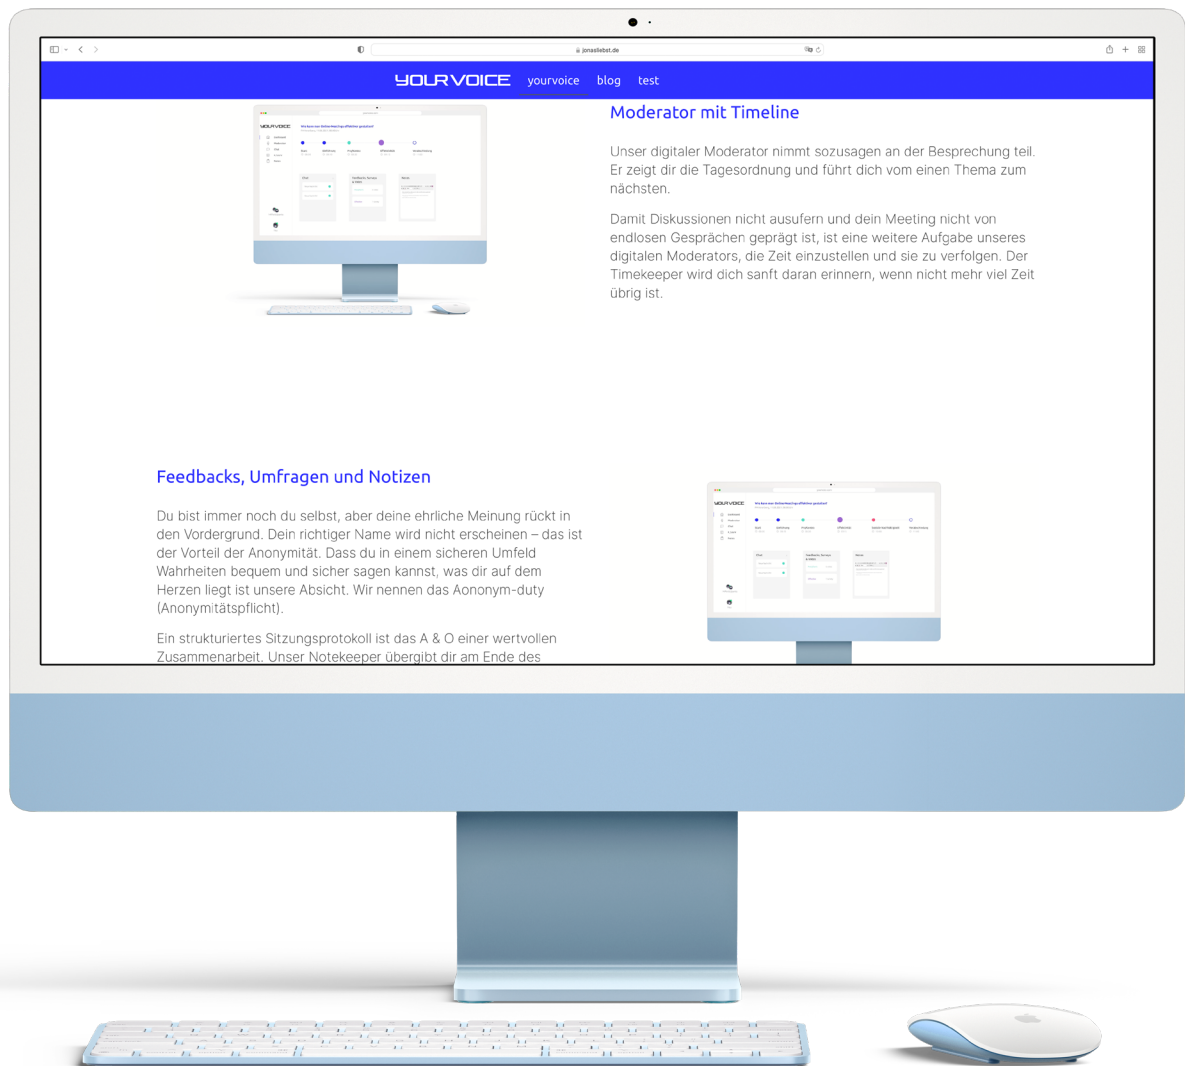 jonasliebst.de
YOURVOICE yourvoice blog test
YOURVOICE
Moderator mit Timeline
Unser digitaler Moderator nimmt sozusagen an der Besprechung teil.
Er zeigt dir die Tagesordnung und führt dich vom einen Thema zum
nächsten.
Damit Diskussionen nicht ausufern und dein Meeting nicht von
endlosen Gesprächen geprägt ist, ist eine weitere Aufgabe unseres
digitalen Moderators, die Zeit einzustellen und sie zu verfolgen. Der
Timekeeper wird dich sanft daran erinnern, wenn nicht mehr viel Zeit
übrig ist.
Feedbacks, Umfragen und Notizen
Du bist immer noch du selbst, aber deine ehrliche Meinung rückt in
den Vordergrund. Dein richtiger Name wird nicht erscheinen – das ist
der Vorteil der Anonymität. Dass du in einem sicheren Umfeld
Wahrheiten bequem und sicher sagen kannst, was dir auf dem
Herzen liegt ist unsere Absicht. Wir nennen das Aononym-duty
(Anonymitätspflicht).
Ein strukturiertes Sitzungsprotokoll ist das A & O einer wertvollen
Zusammenarbeit. Unser Notekeeper übergibt dir am Ende des
YOURVOICE